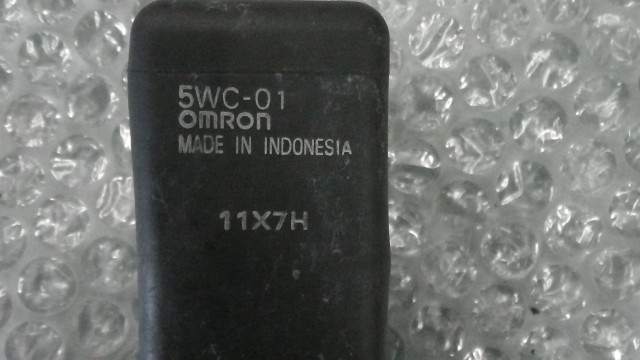 5WC-01
omron
MADE IN INDONESIA
11X7H